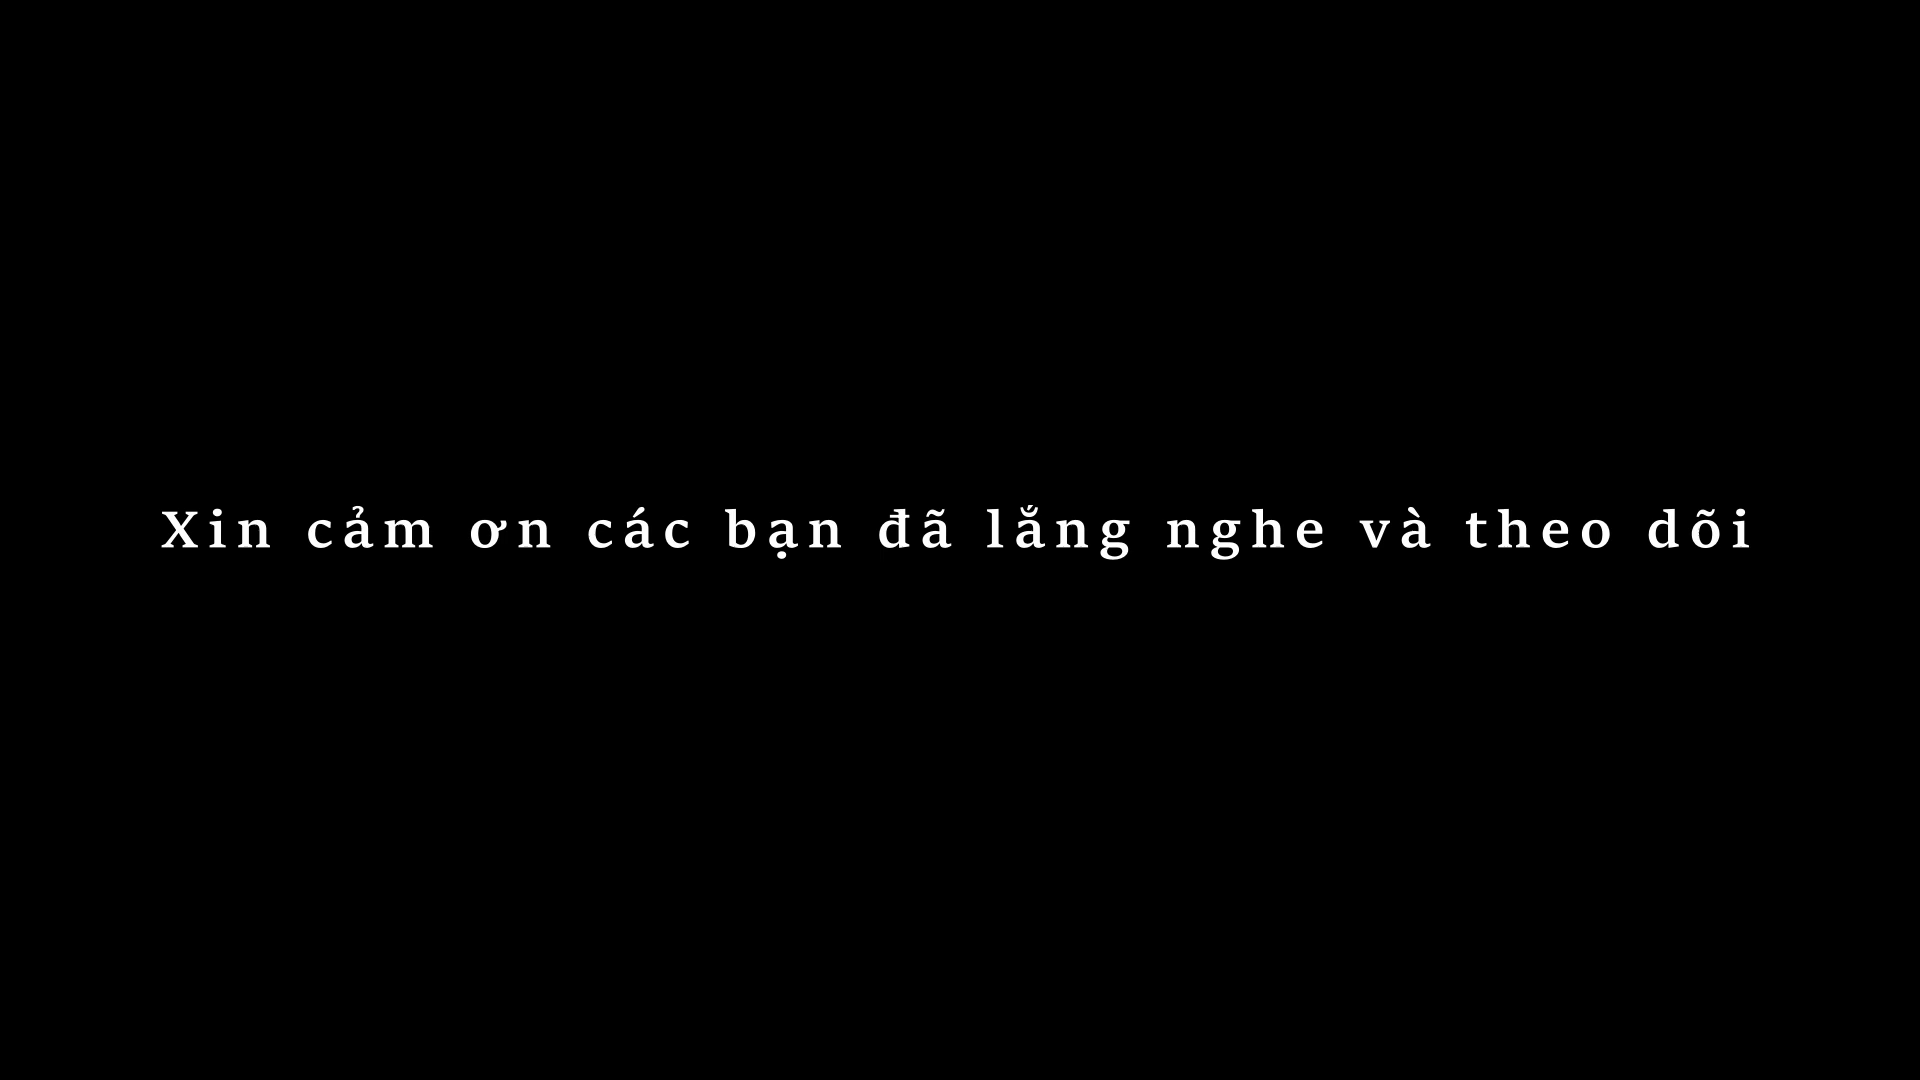 Xin cảm ơn các bạn đã lắng nghe và theo dõi